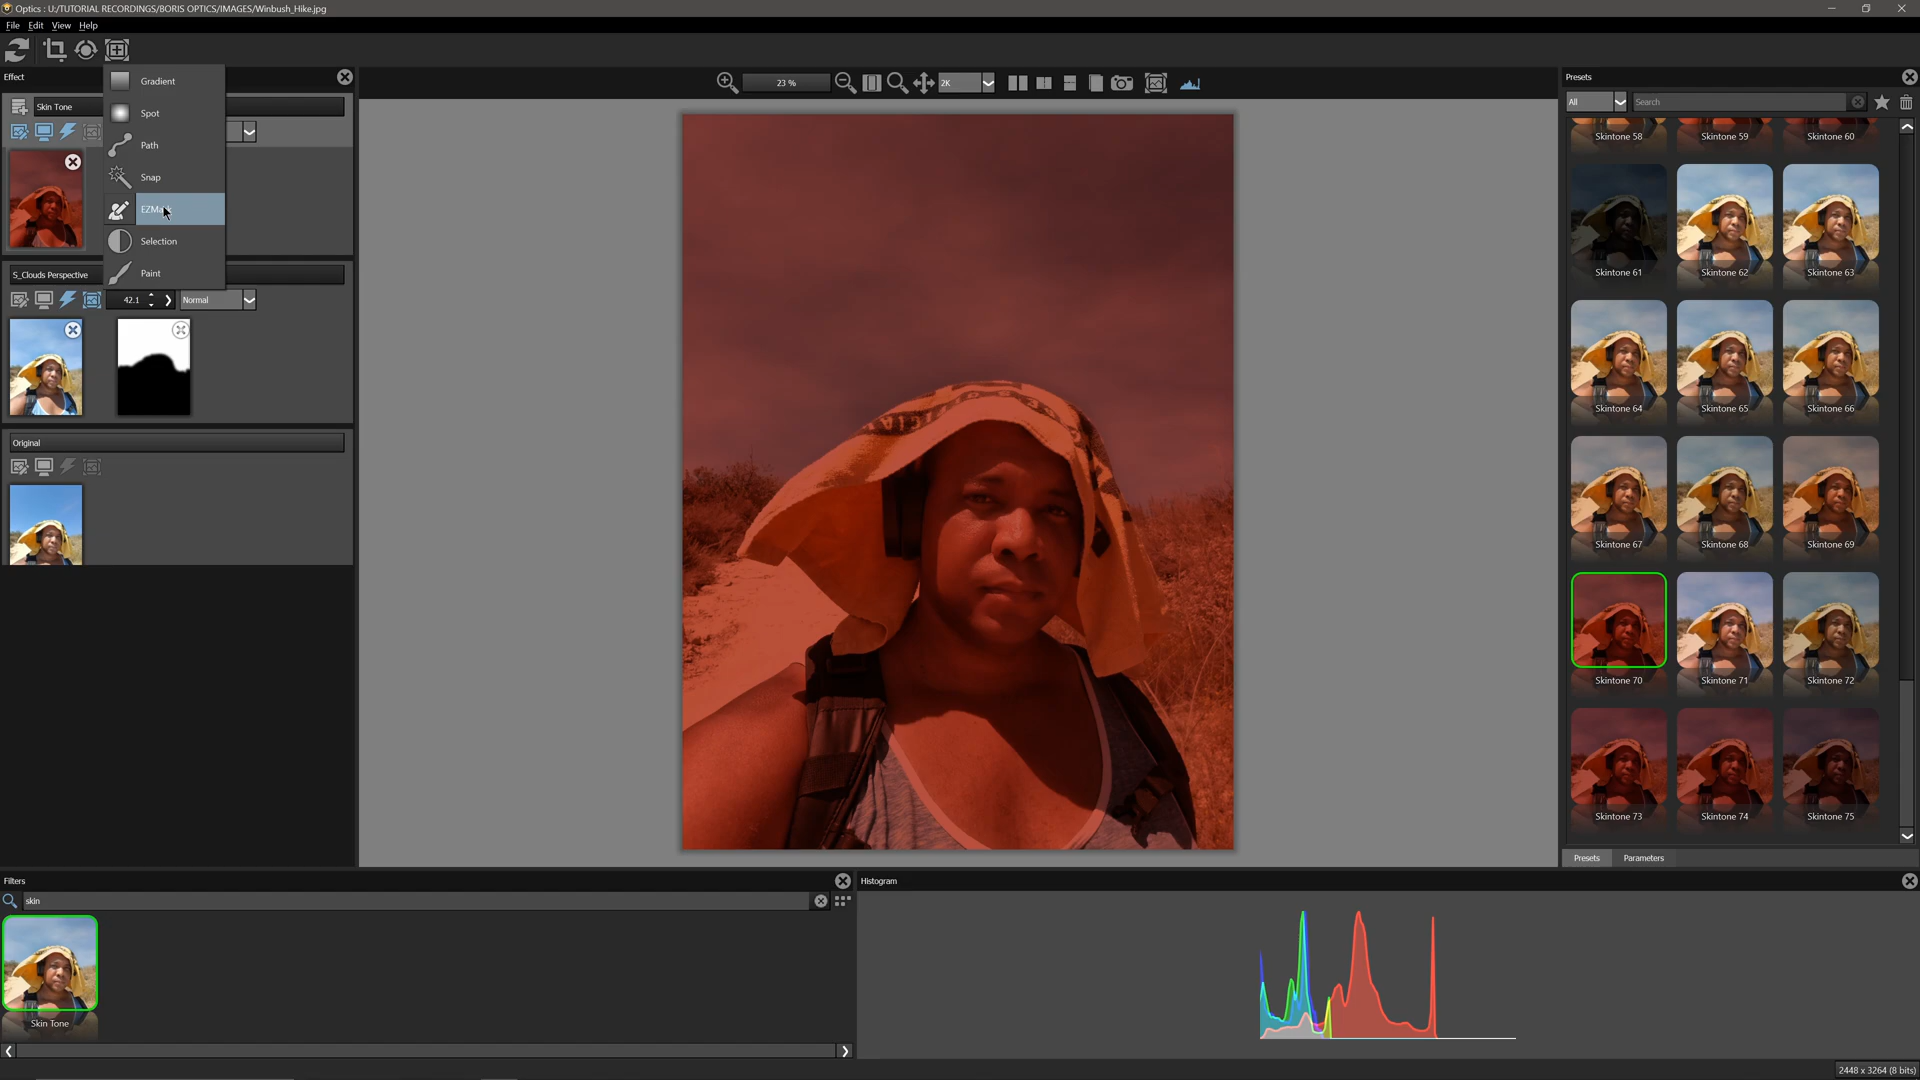 Optics : U:/TUTORIAL RECORDINGS/BORIS OPTICS/IMAGES/Winbush_Hike.jpg
File Edit View Help
Effect
Gradient
Spot
Path
Snap
Selection
Paint
Skin Tone
S_Clouds Perspective
42.1
Normal
Original
23 %
2K
Presets
All
Search
Skintone 58
Skintone 59
Skintone 60
Skintone 61
Skintone 62
Skintone 63
Skintone 64
Skintone 65
Skintone 66
Skintone 67
Skintone 68
Skintone 69
Skintone 70
Skintone 71
Skintone 72
Skintone 73
Skintone 74
Skintone 75
Presets
Parameters
Filters
skin
Skin Tone
Histogram
2448 x 3264 (8 bits)